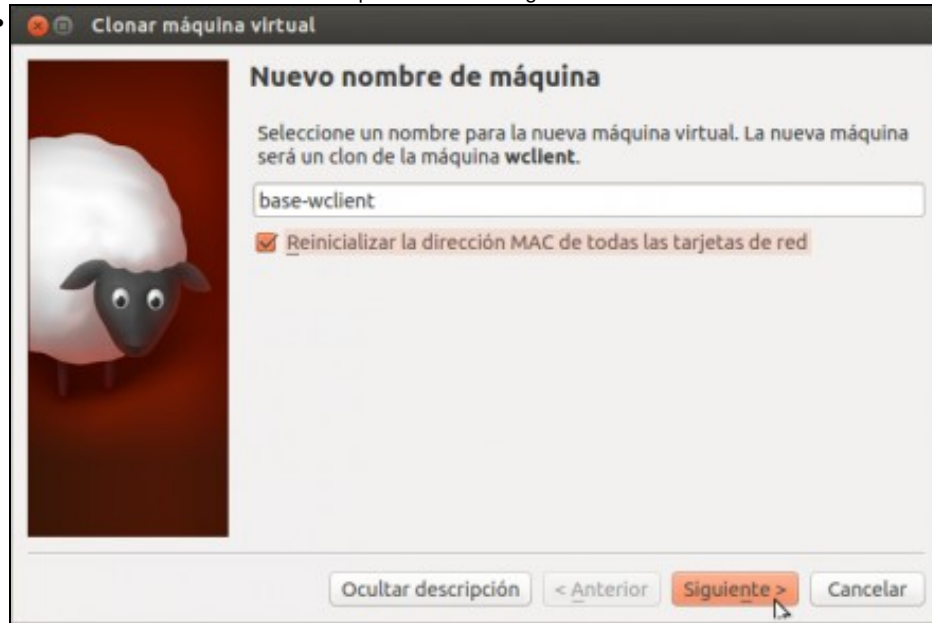 Clonar máquina virtual
Nuevo nombre de máquina
Seleccione un nombre para la nueva máquina virtual. La nueva máquina
será un clon de la máquina wclient.
base-wclient
Reinicializar la dirección MAC de todas las tarjetas de red
Ocultar descripción
< Anterior
Siguiente >
Cancelar